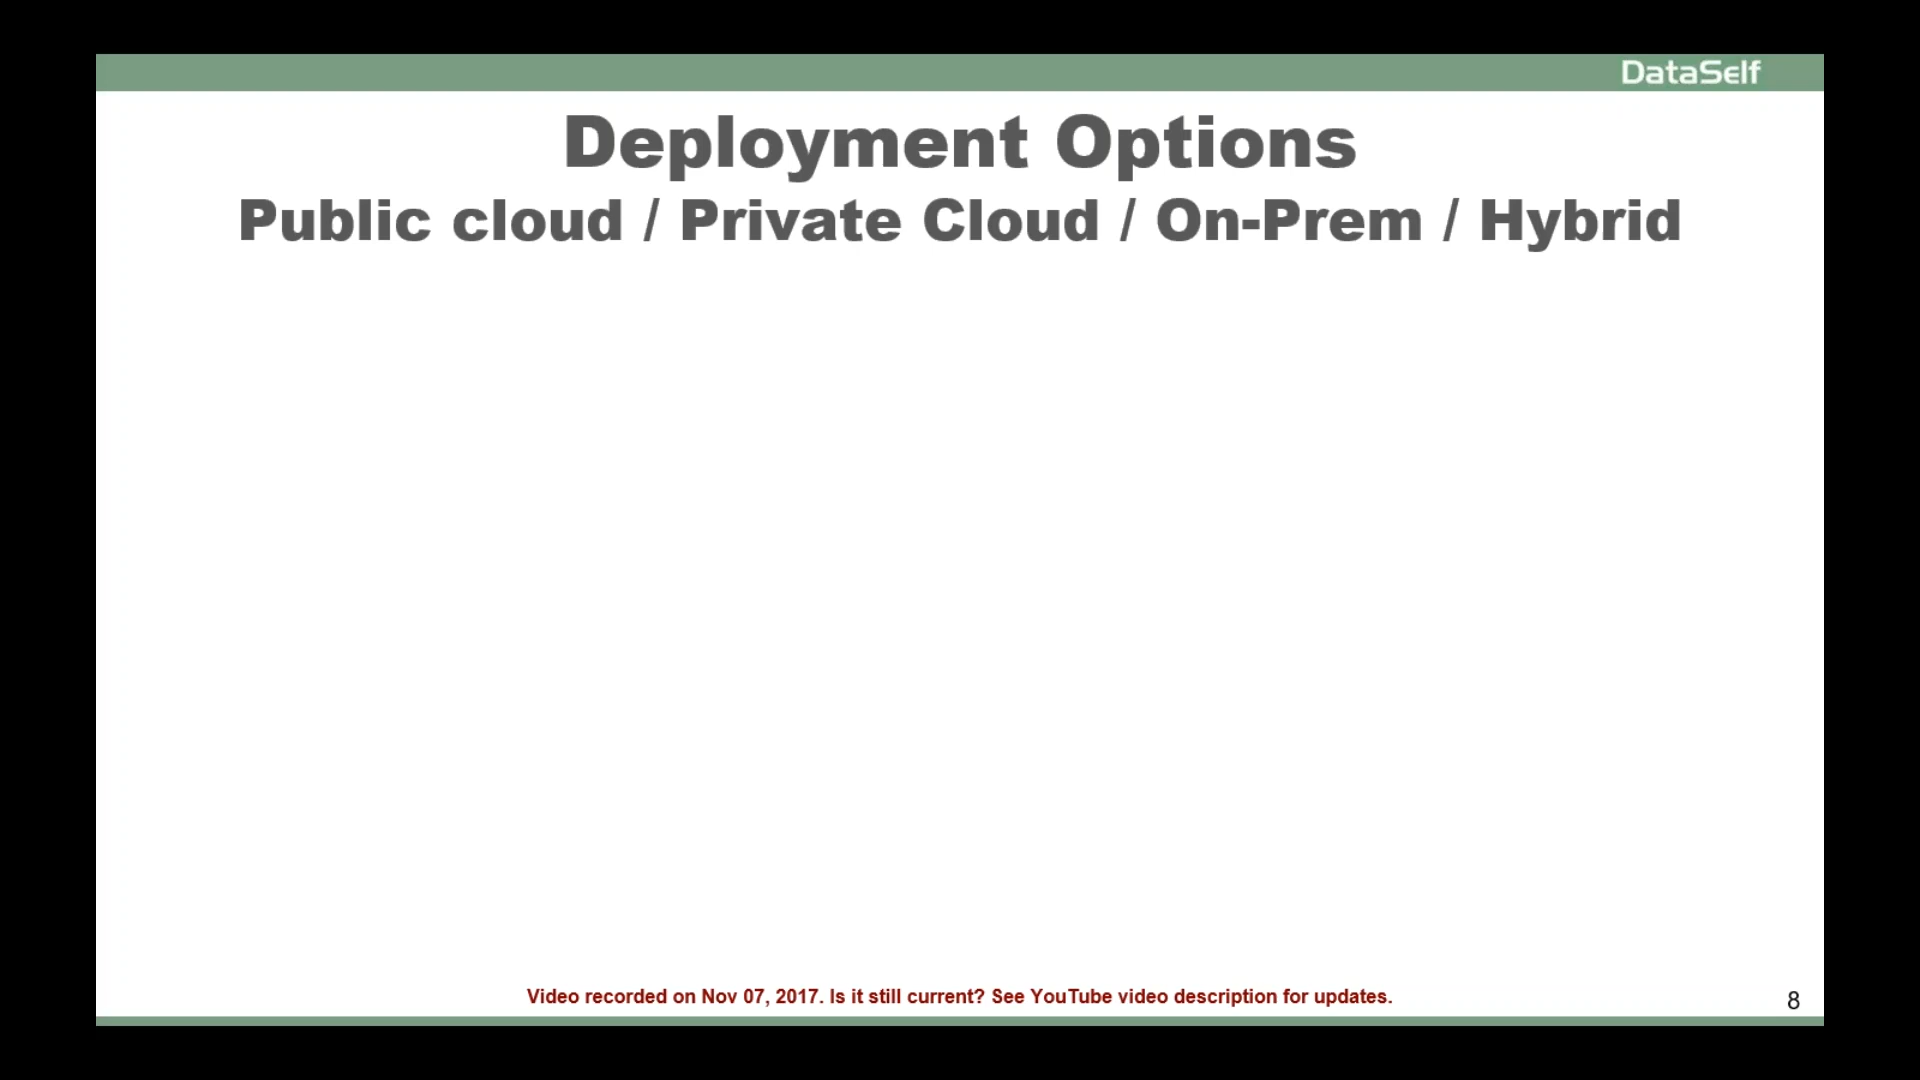 DataSelf
Deployment Options
Public cloud / Private Cloud / On-Prem / Hybrid
Video recorded on Nov 07, 2017. Is it still current? See YouTube video description for updates.
8